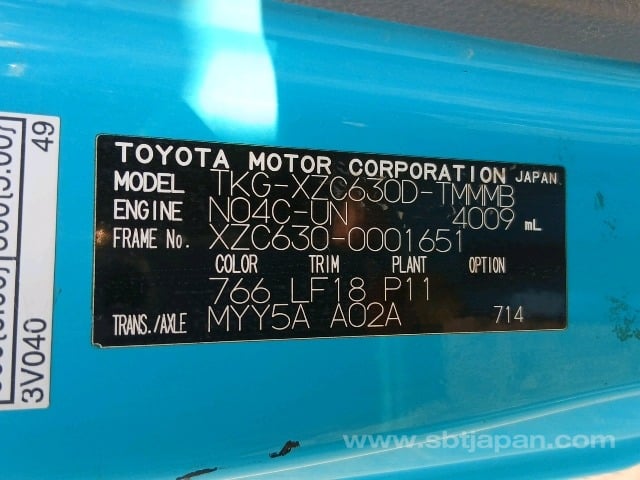 TOYOTA MOTOR CORPORATION JAPAN
MODEL TKG-XZC630D-TMMMB
ENGINE N04C-UN 4009 mL
FRAME No. XZC630-0001651
COLOR TRIM PLANT OPTION
766 LF18 P11
TRANS./AXLE MYY5A A02A 714
49
3V040
www.sbtjapan.com